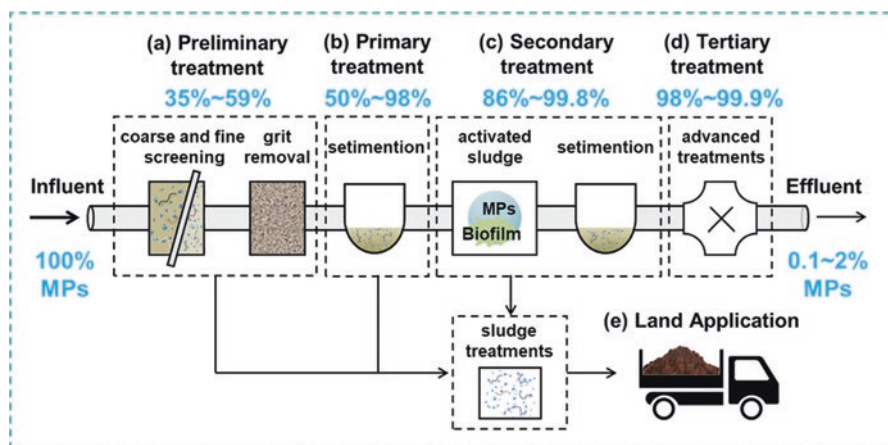 (a) Preliminary
treatment
35%~59%
(b) Primary
treatment
50%~98%
(c) Secondary
treatment
86%~99.8%
(d) Tertiary
treatment
98%~99.9%
coarse and fine
screening
grit
removal
setimention
activated
sludge
setimention
advanced
treatments
Influent
100%
MPs
MPs
Biofilm
Effluent
0.1~2%
MPs
sludge
treatments
(e) Land Application